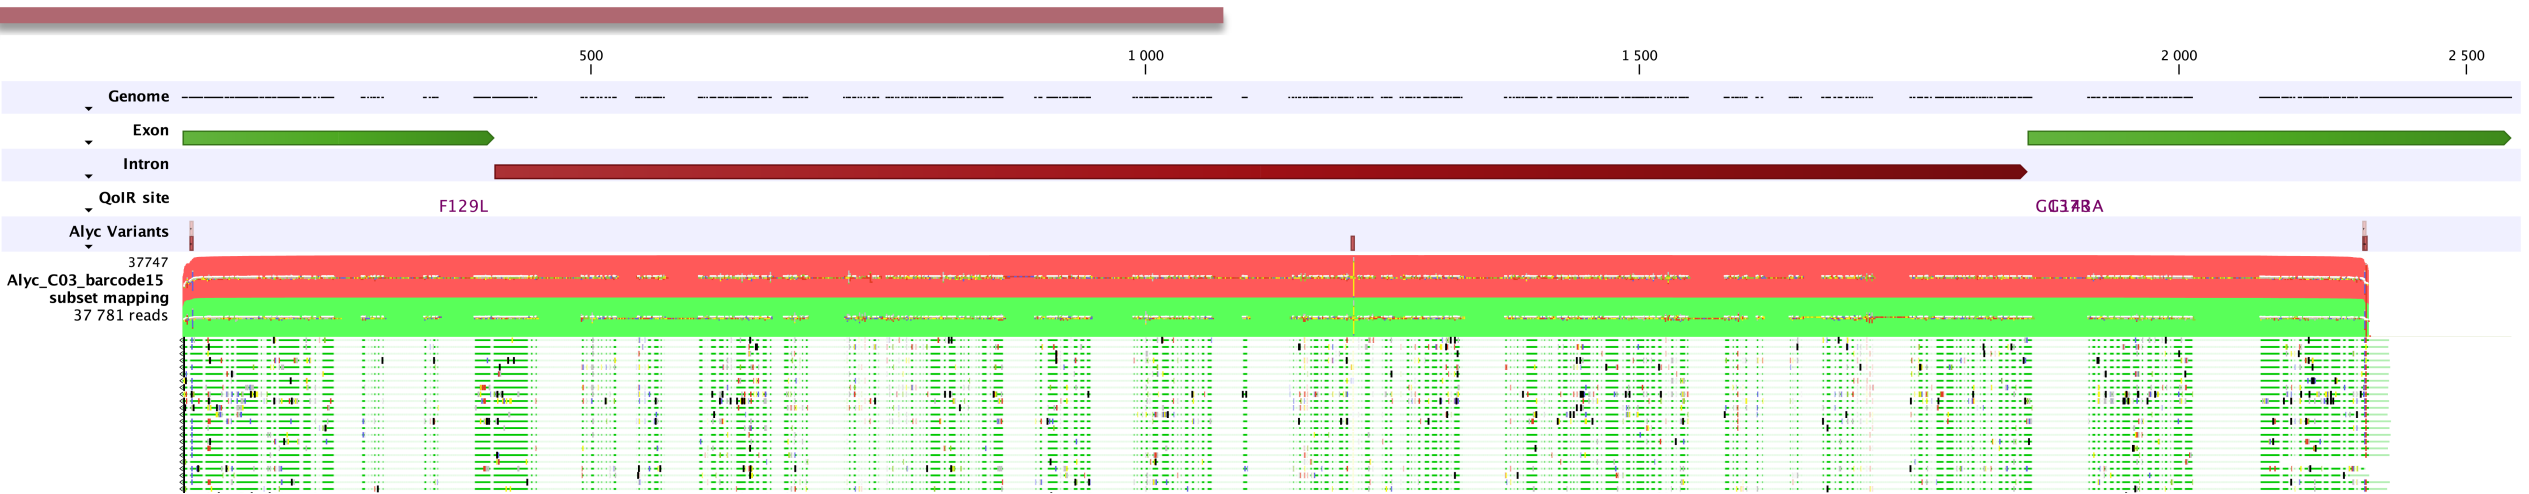 500 1 000 1 500 2 000 2 500
Genome
Exon
Intron
QoIR site
F129L
Alyc Variants
37747
Alyc_C03_barcode15
subset mapping
37 781 reads